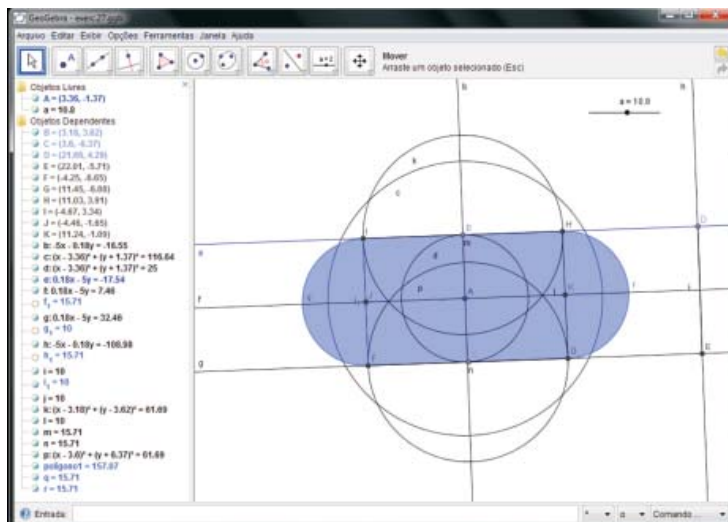 GeoGebra - exerc 27.ggb
Arquivo Editar Exibir Opções Ferramentas Janela Ajuda
Mover
Arraste um objeto selecionado (Esc)
Objetos Livres
A = (3.36, -1.37)
a = 10.8
Objetos Dependentes
B = (3.18, 3.62)
C = (3.6, -6.37)
D = (21.66, 4.29)
E = (22.01, -5.71)
F = (-4.25, -6.65)
G = (11.45, -6.08)
H = (11.03, 3.91)
I = (-4.67, 3.34)
J = (-4.46, -1.65)
K = (11.24, -1.09)
b: -5x - 0.18y = -16.55
c: (x - 3.36)² + (y + 1.37)² = 116.64
d: (x - 3.36)² + (y + 1.37)² = 25
e: 0.18x - 5y = -17.54
f: 0.18x - 5y = 7.46
f₁ = 15.71
g: 0.18x - 5y = 32.46
g₁ = 10
h: -5x - 0.18y = -108.98
h₁ = 15.71
i = 10
i₁ = 10
j = 10
k: (x - 3.18)² + (y - 3.62)² = 61.69
l = 10
m = 15.71
n = 15.71
p: (x - 3.6)² + (y + 6.37)² = 61.69
polígono1 = 157.07
q = 15.71
r = 15.71
b
h
a = 10.8
k
c
D
I
B
H
e
m
d
p
f
A
K
r
j
g
F
n
G
E
Entrada:
Comando ...